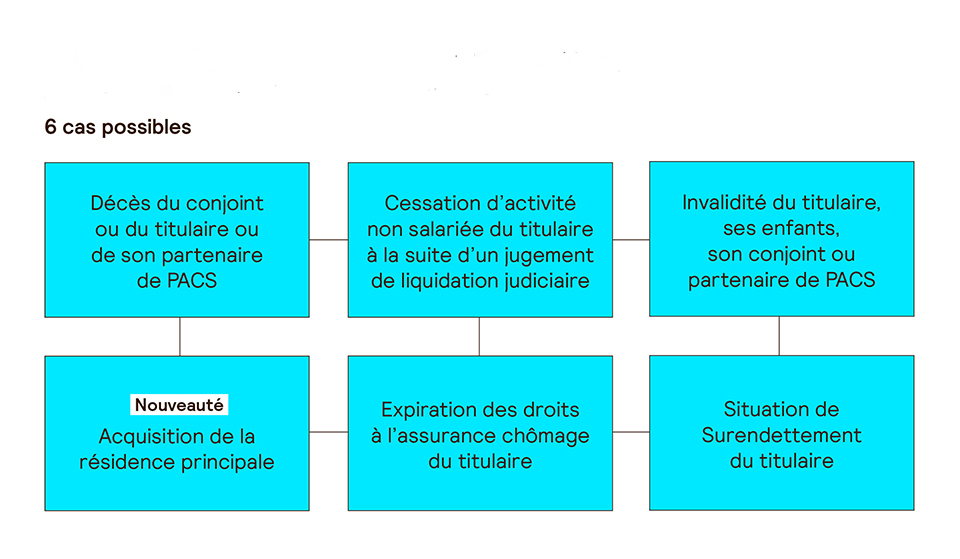 6 cas possibles
Décès du conjoint
ou du titulaire ou
de son partenaire
de PACS
Cessation d'activité
non salariée du titulaire
à la suite d'un jugement
de liquidation judiciaire
Invalidité du titulaire,
ses enfants,
son conjoint ou
partenaire de PACS
Nouveauté
Acquisition de la
résidence principale
Expiration des droits
à l'assurance chômage
du titulaire
Situation de
Surendettement
du titulaire